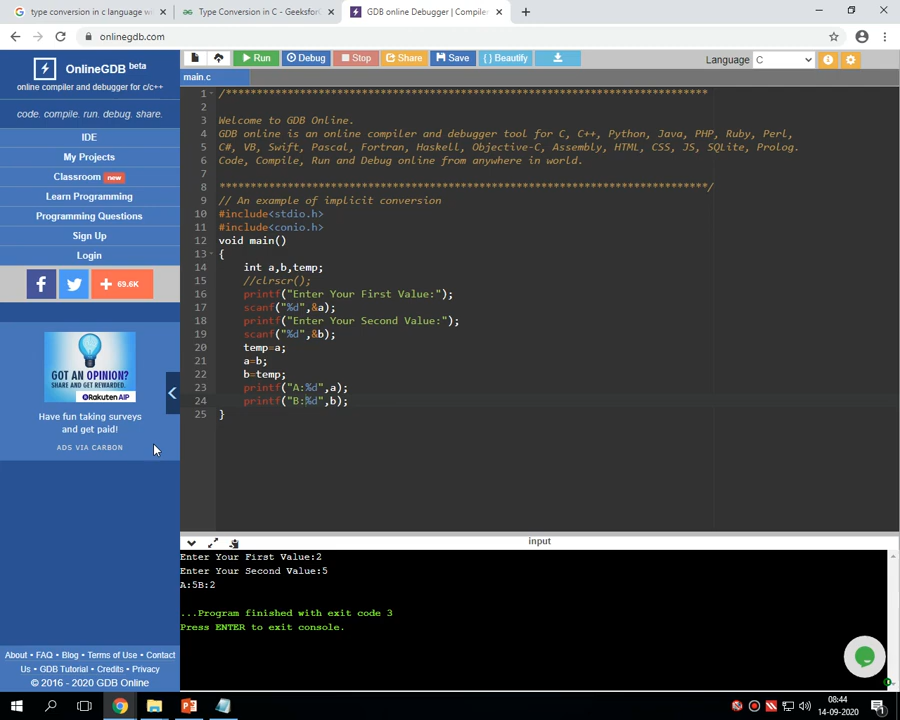 type conversion in c language wi
Type Conversion in C - GeeksforG
GDB online Debugger | Compiler
onlinegdb.com
OnlineGDB beta
online compiler and debugger for c/c++
code. compile. run. debug. share.
IDE
My Projects
Classroom new
Learn Programming
Programming Questions
Sign Up
Login
69.6K
GOT AN OPINION?
SHARE AND GET REWARDED.
Rakuten AIP
Have fun taking surveys
and get paid!
ADS VIA CARBON
About • FAQ • Blog • Terms of Use • Contact
Us • GDB Tutorial • Credits • Privacy
© 2016 - 2020 GDB Online
Run Debug Stop Share Save { } Beautify
Language C
main.c
1 /******************************************************************************
2
3 Welcome to GDB Online.
4 GDB online is an online compiler and debugger tool for C, C++, Python, Java, PHP, Ruby, Perl,
5 C#, VB, Swift, Pascal, Fortran, Haskell, Objective-C, Assembly, HTML, CSS, JS, SQLite, Prolog.
6 Code, Compile, Run and Debug online from anywhere in world.
7
8 *******************************************************************************/
9 // An example of implicit conversion
10 #include<stdio.h>
11 #include<conio.h>
12 void main()
13 {
14 int a,b,temp;
15 //clrscr();
16 printf("Enter Your First Value:");
17 scanf("%d",&a);
18 printf("Enter Your Second Value:");
19 scanf("%d",&b);
20 temp=a;
21 a=b;
22 b=temp;
23 printf("A:%d",a);
24 printf("B:%d",b);
25 }
input
Enter Your First Value:2
Enter Your Second Value:5
A:5B:2
...Program finished with exit code 3
Press ENTER to exit console.
08:44
14-09-2020